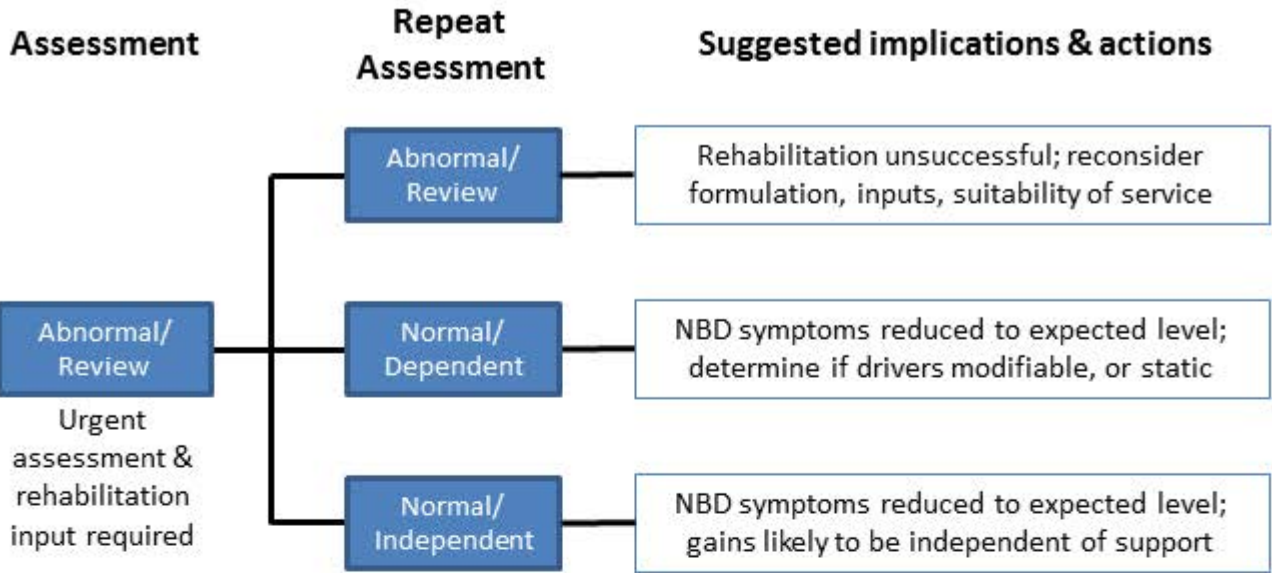 Assessment
Repeat
Assessment
Suggested implications & actions
Abnormal/
Review
Rehabilitation unsuccessful; reconsider
formulation, inputs, suitability of service
Abnormal/
Review
Urgent
assessment &
rehabilitation
input required
Normal/
Dependent
NBD symptoms reduced to expected level;
determine if drivers modifiable, or static
Normal/
Independent
NBD symptoms reduced to expected level;
gains likely to be independent of support